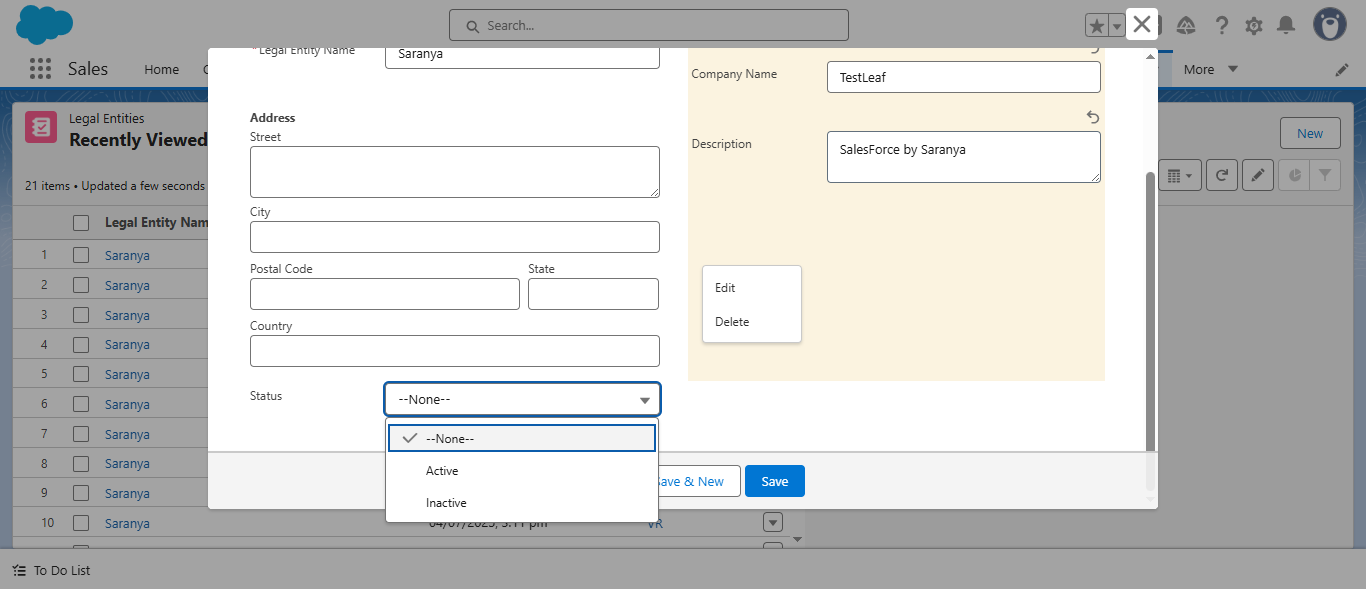 Search...
Sales
Home
More
Legal Entities
Recently Viewed
New
21 items • Updated a few seconds
Legal Entity Nam
1 Saranya
2 Saranya
3 Saranya
4 Saranya
5 Saranya
6 Saranya
7 Saranya
8 Saranya
9 Saranya
10 Saranya
*Legal Entity Name
Saranya
Company Name
TestLeaf
Address
Street
Description
SalesForce by Saranya
City
Postal Code
State
Country
Edit
Delete
Status
--None--
--None--
Active
Inactive
Save & New
Save
04/07/2025, 5:11 pm
VR
To Do List